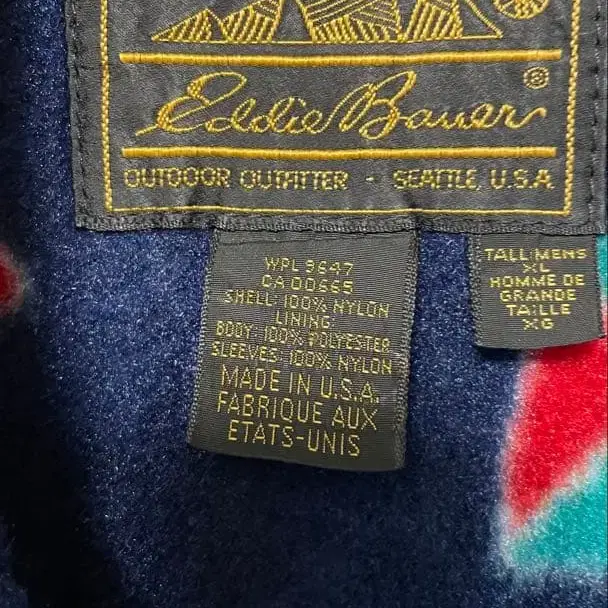 Eddie Bauer®
OUTDOOR OUTFITTER - SEATTLE, U.S.A.
WPL 9647
CA 00665
SHELL: 100% NYLON
LINING:
BODY: 100% POLYESTER
SLEEVES: 100% NYLON
MADE IN U.S.A.
FABRIQUE AUX
ETATS-UNIS
TALL MENS
XL
HOMME DE
GRANDE
TAILLE
XG